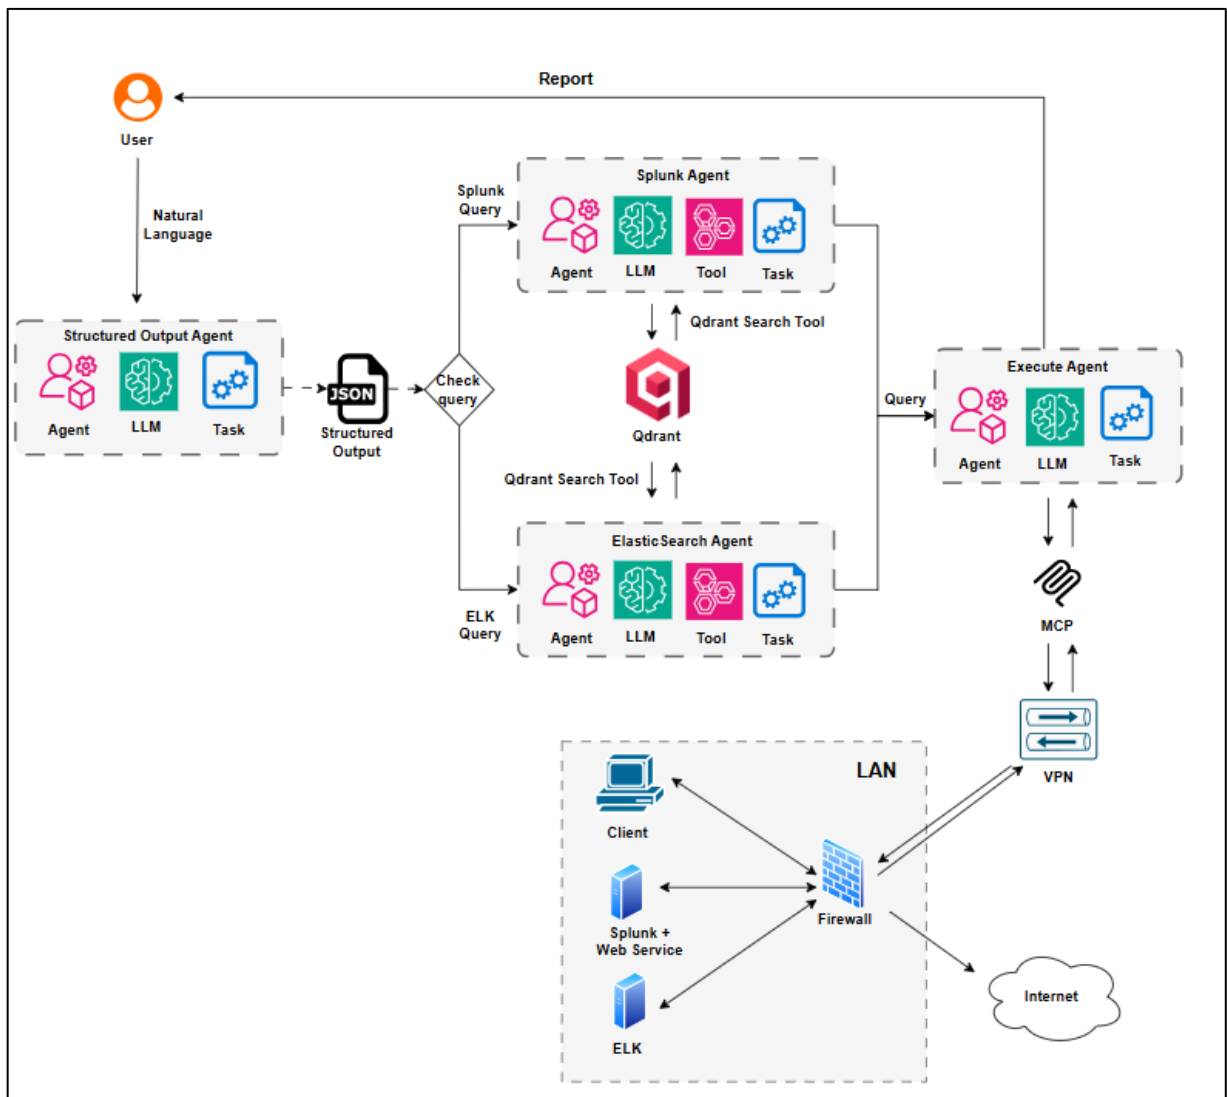 Report
User
Natural
Language
Splunk
Query
Splunk Agent
Agent
LLM
Tool
Task
Qdrant Search Tool
Structured Output Agent
Agent
LLM
Task
JSON
Structured
Output
Check
query
Qdrant
Qdrant Search Tool
Query
Execute Agent
Agent
LLM
Task
ElasticSearch Agent
Agent
LLM
Tool
Task
ELK
Query
MCP
VPN
LAN
Client
Splunk +
Web Service
ELK
Firewall
Internet